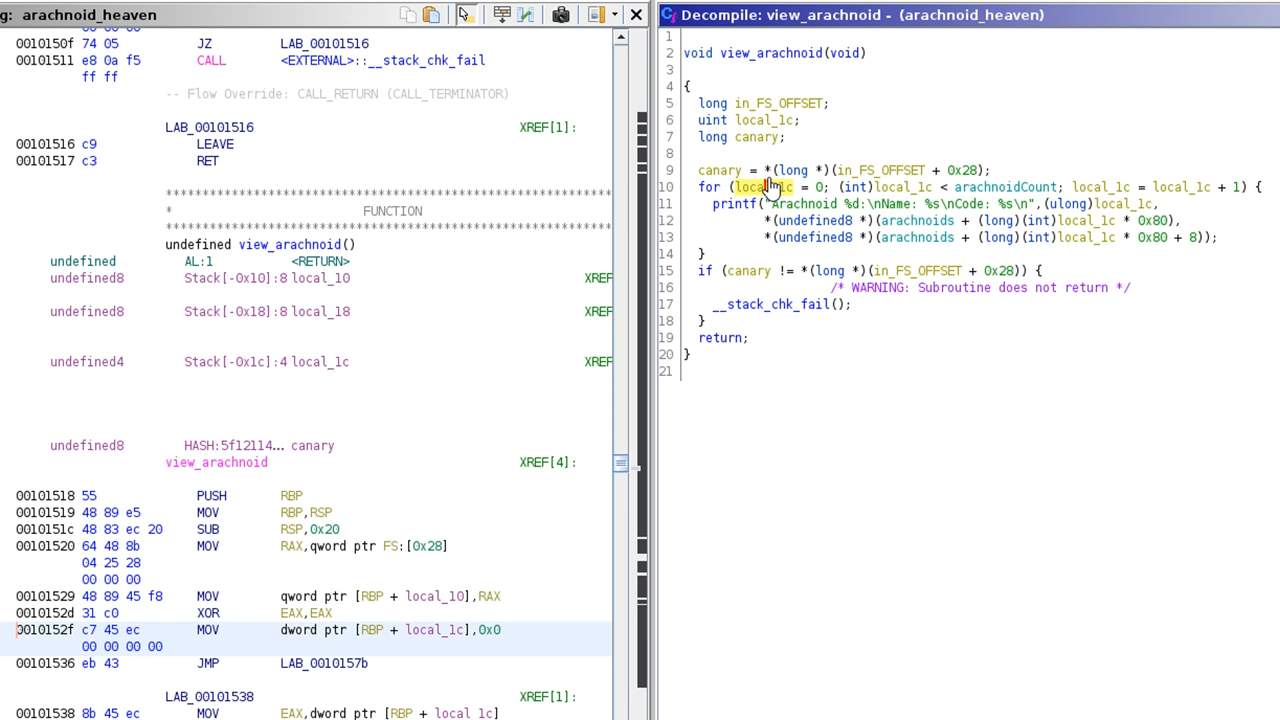 g: arachnoid_heaven
0010150f 74 05 JZ LAB_00101516
00101511 e8 0a f5 CALL <EXTERNAL>::__stack_chk_fail
ff ff
-- Flow Override: CALL_RETURN (CALL_TERMINATOR)
LAB_00101516 XREF[1]:
00101516 c9 LEAVE
00101517 c3 RET
************************************************************
* FUNCTION
************************************************************
undefined view_arachnoid()
undefined AL:1 <RETURN>
undefined8 Stack[-0x10]:8 local_10 XREF
undefined8 Stack[-0x18]:8 local_18 XREF
undefined4 Stack[-0x1c]:4 local_1c XREF
undefined8 HASH:5f12114... canary
view_arachnoid XREF[4]:
00101518 55 PUSH RBP
00101519 48 89 e5 MOV RBP,RSP
0010151c 48 83 ec 20 SUB RSP,0x20
00101520 64 48 8b MOV RAX,qword ptr FS:[0x28]
04 25 28
00 00 00
00101529 48 89 45 f8 MOV qword ptr [RBP + local_10],RAX
0010152d 31 c0 XOR EAX,EAX
0010152f c7 45 ec MOV dword ptr [RBP + local_1c],0x0
00 00 00 00
00101536 eb 43 JMP LAB_0010157b
LAB_00101538 XREF[1]:
00101538 8b 45 ec MOV EAX,dword ptr [RBP + local_1c]
Decompile: view_arachnoid - (arachnoid_heaven)
1
2 void view_arachnoid(void)
3
4 {
5 long in_FS_OFFSET;
6 uint local_1c;
7 long canary;
8
9 canary = *(long *)(in_FS_OFFSET + 0x28);
10 for (local_1c = 0; (int)local_1c < arachnoidCount; local_1c = local_1c + 1) {
11 printf("Arachnoid %d:\nName: %s\nCode: %s\n",(ulong)local_1c,
12 *(undefined8 *)(arachnoids + (long)(int)local_1c * 0x80),
13 *(undefined8 *)(arachnoids + (long)(int)local_1c * 0x80 + 8));
14 }
15 if (canary != *(long *)(in_FS_OFFSET + 0x28)) {
16 /* WARNING: Subroutine does not return */
17 __stack_chk_fail();
18 }
19 return;
20 }
21